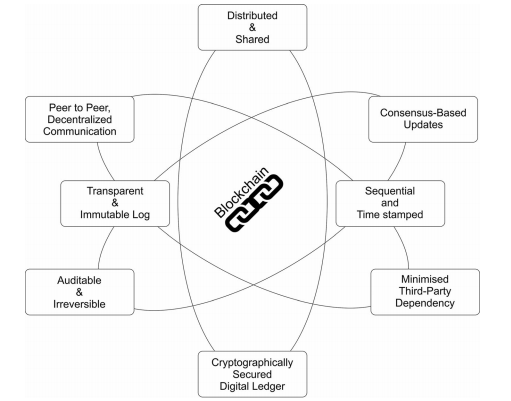 Distributed
&
Shared
Peer to Peer,
Decentralized
Communication
Consensus-Based
Updates
Blockchain
Transparent
&
Immutable Log
Sequential
and
Time stamped
Auditable
&
Irreversible
Minimised
Third-Party
Dependency
Cryptographically
Secured
Digital Ledger